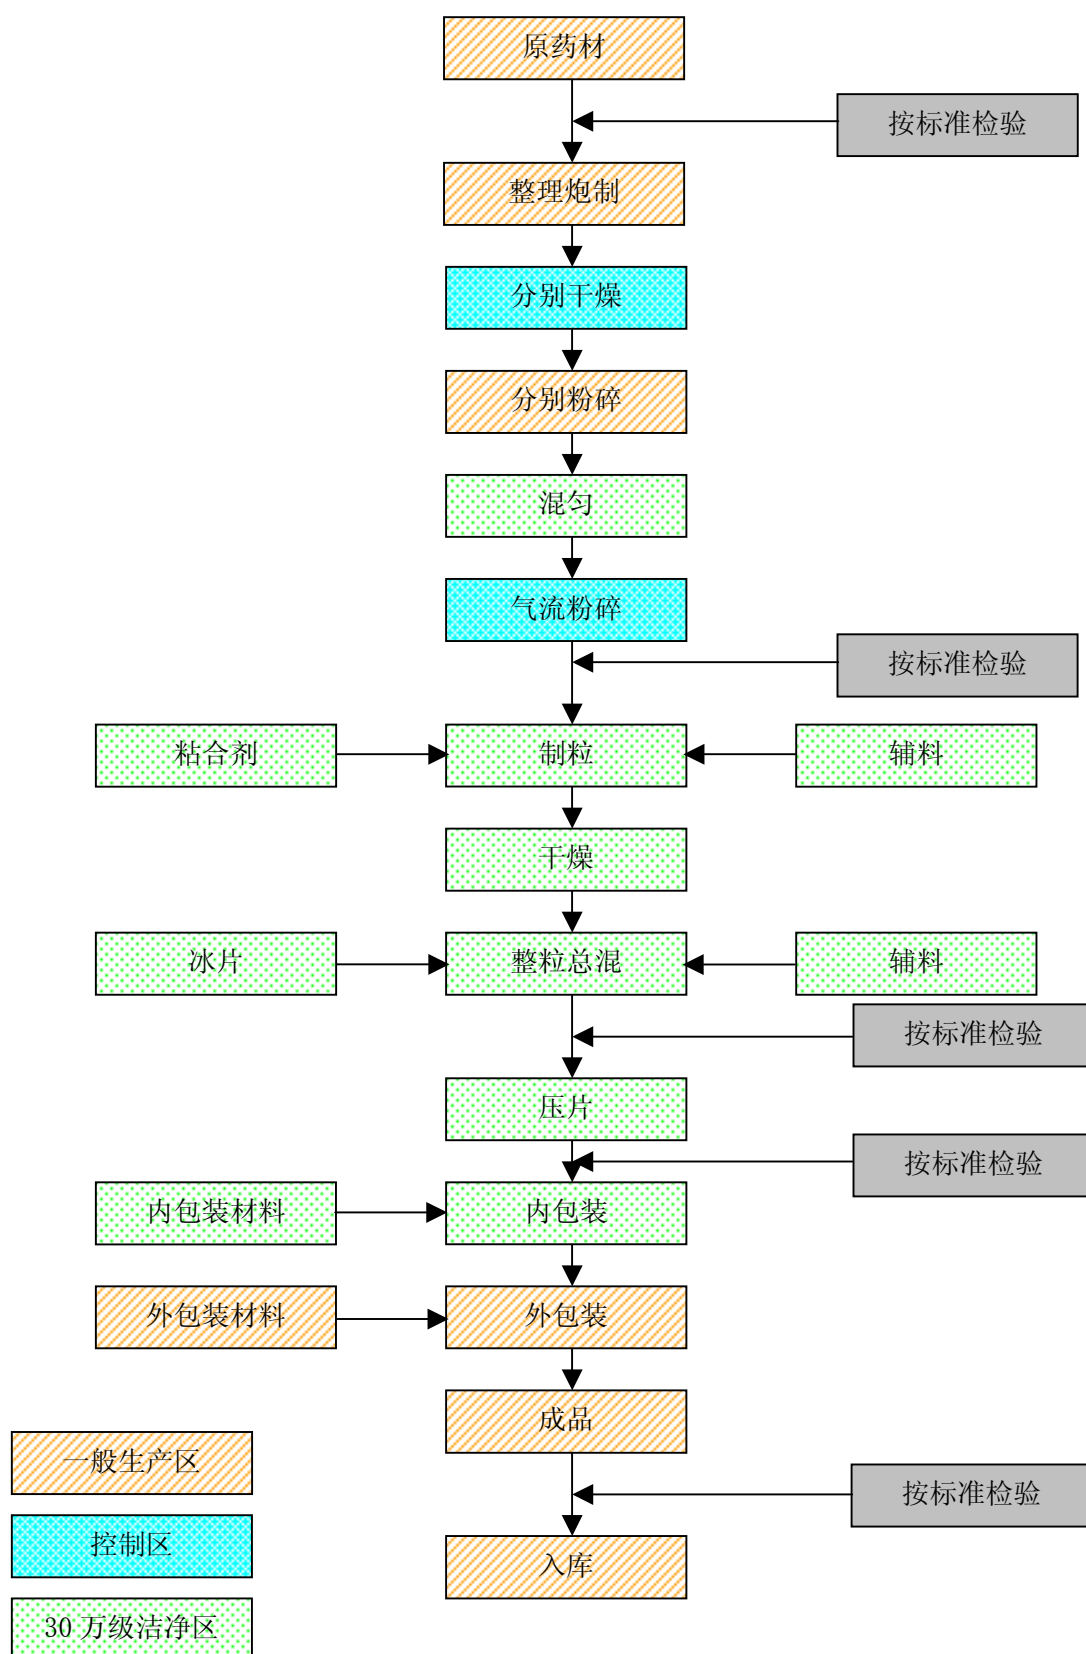 原药材
按标准检验
整理炮制
分别干燥
分别粉碎
混匀
气流粉碎
按标准检验
粘合剂
制粒
辅料
干燥
冰片
整粒总混
辅料
按标准检验
压片
按标准检验
内包装材料
内包装
外包装材料
外包装
成品
一般生产区
按标准检验
控制区
入库
30 万级洁净区